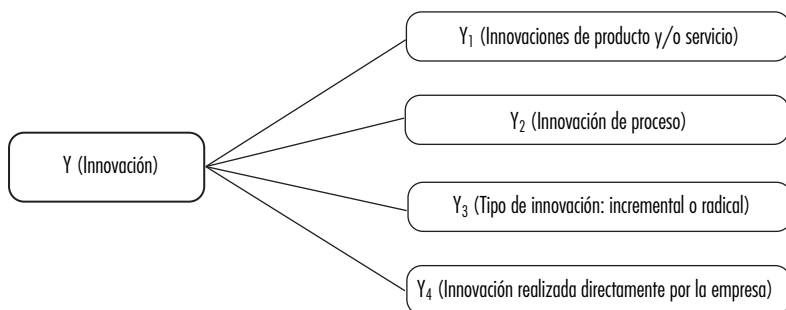 Y₁ (Innovaciones de producto y/o servicio)
Y₂ (Innovación de proceso)
Y (Innovación)
Y₃ (Tipo de innovación: incremental o radical)
Y₄ (Innovación realizada directamente por la empresa)